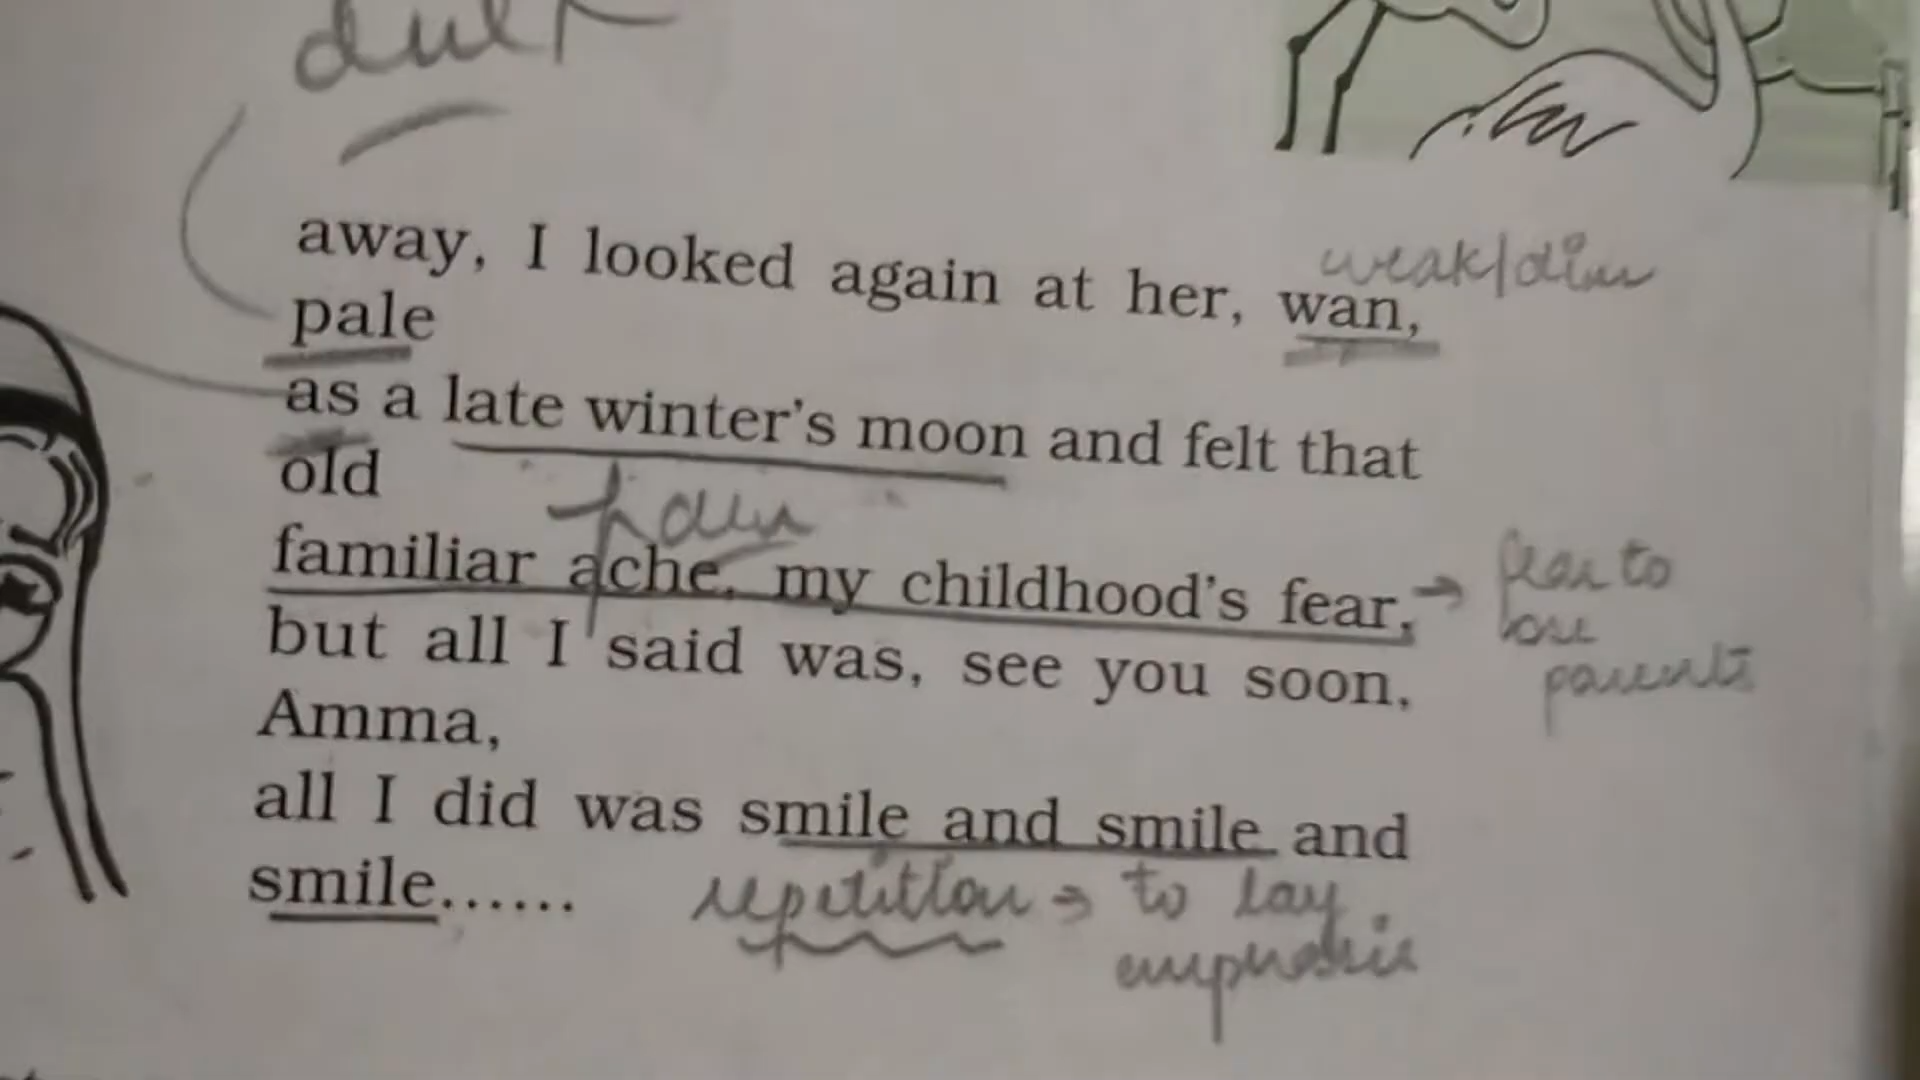 dull
away, I looked again at her, wan,
weak/dim
pale
as a late winter's moon and felt that
old
pain
familiar ache, my childhood's fear,
→ fear to
lose
parents
but all I said was, see you soon,
Amma,
all I did was smile and smile and
smile......
repetition → to lay
emphasis